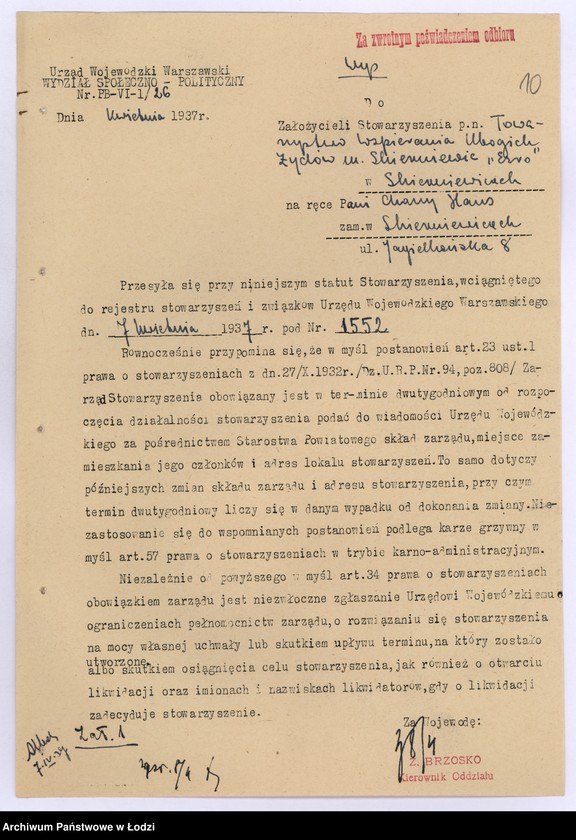 Za zwrotnym poświadczeniem odbioru
10
Urząd Wojewódzki Warszawski
WYDZIAŁ SPOŁECZNO - POLITYCZNY
Nr.PB-VI-1/26
Dnia kwietnia 1937r.
Do
Założycieli Stowarzyszenia p.n. Towa-
rzystwo Wspierania Ubogich
Żydów m. Skierniewic „Esro”
w Skierniewicach
na ręce Pani Chany Haus
zam.w Skierniewicach
ul. Jagiellońska 8
Przesyła się przy niniejszym statut Stowarzyszenia,wciągniętego
do rejestru stowarzyszeń i związków Urzędu Wojewódzkiego Warszawskiego
dn. 7 kwietnia 1937 r. pod Nr. 1552.
Równocześnie przypomina się,że w myśl postanowień art.23 ust.1
prawa o stowarzyszeniach z dn.27/X.1932r./Dz.U.R.P.Nr.94,poz.808/ Za-
rząd Stowarzyszenia obowiązany jest w ter-minie dwutygodniowym od rozpo-
częcia działalności stowarzyszenia podać do wiadomości Urzędu Wojewódz-
kiego za pośrednictwem Starostwa Powiatowego skład zarządu,miejsce za-
mieszkania jego członków i adres lokalu stowarzyszeń.To samo dotyczy
późniejszych zmian składu zarządu i adresu stowarzyszenia,przy czym
termin dwutygodniowy liczy się w danym wypadku od dokonania zmiany.Nie-
zastosowanie się do wspomnianych postanowień podlega karze grzywny w
myśl art.57 prawa o stowarzyszeniach w trybie karno-administracyjnym.
Niezależnie od powyższego w myśl art.34 prawa o stowarzyszeniach
obowiązkiem zarządu jest niezwłoczne zgłaszanie Urzędowi Wojewódzkiemu o
ograniczeniach pełnomocnictw zarządu,o rozwiązaniu się stowarzyszenia
na mocy własnej uchwały lub skutkiem upływu terminu,na który zostało
utworzone,
albo skutkiem osiągnięcia celu stowarzyszenia,jak również o otwarciu
likwidacji oraz imionach i nazwiskach likwidatorów,gdy o likwidacji
zadecyduje stowarzyszenie.
Zał. 1
7.IV.37
Za Wojewodę:
Z. BRZOSKO
Kierownik Oddziału
Archiwum Państwowe w Łodzi